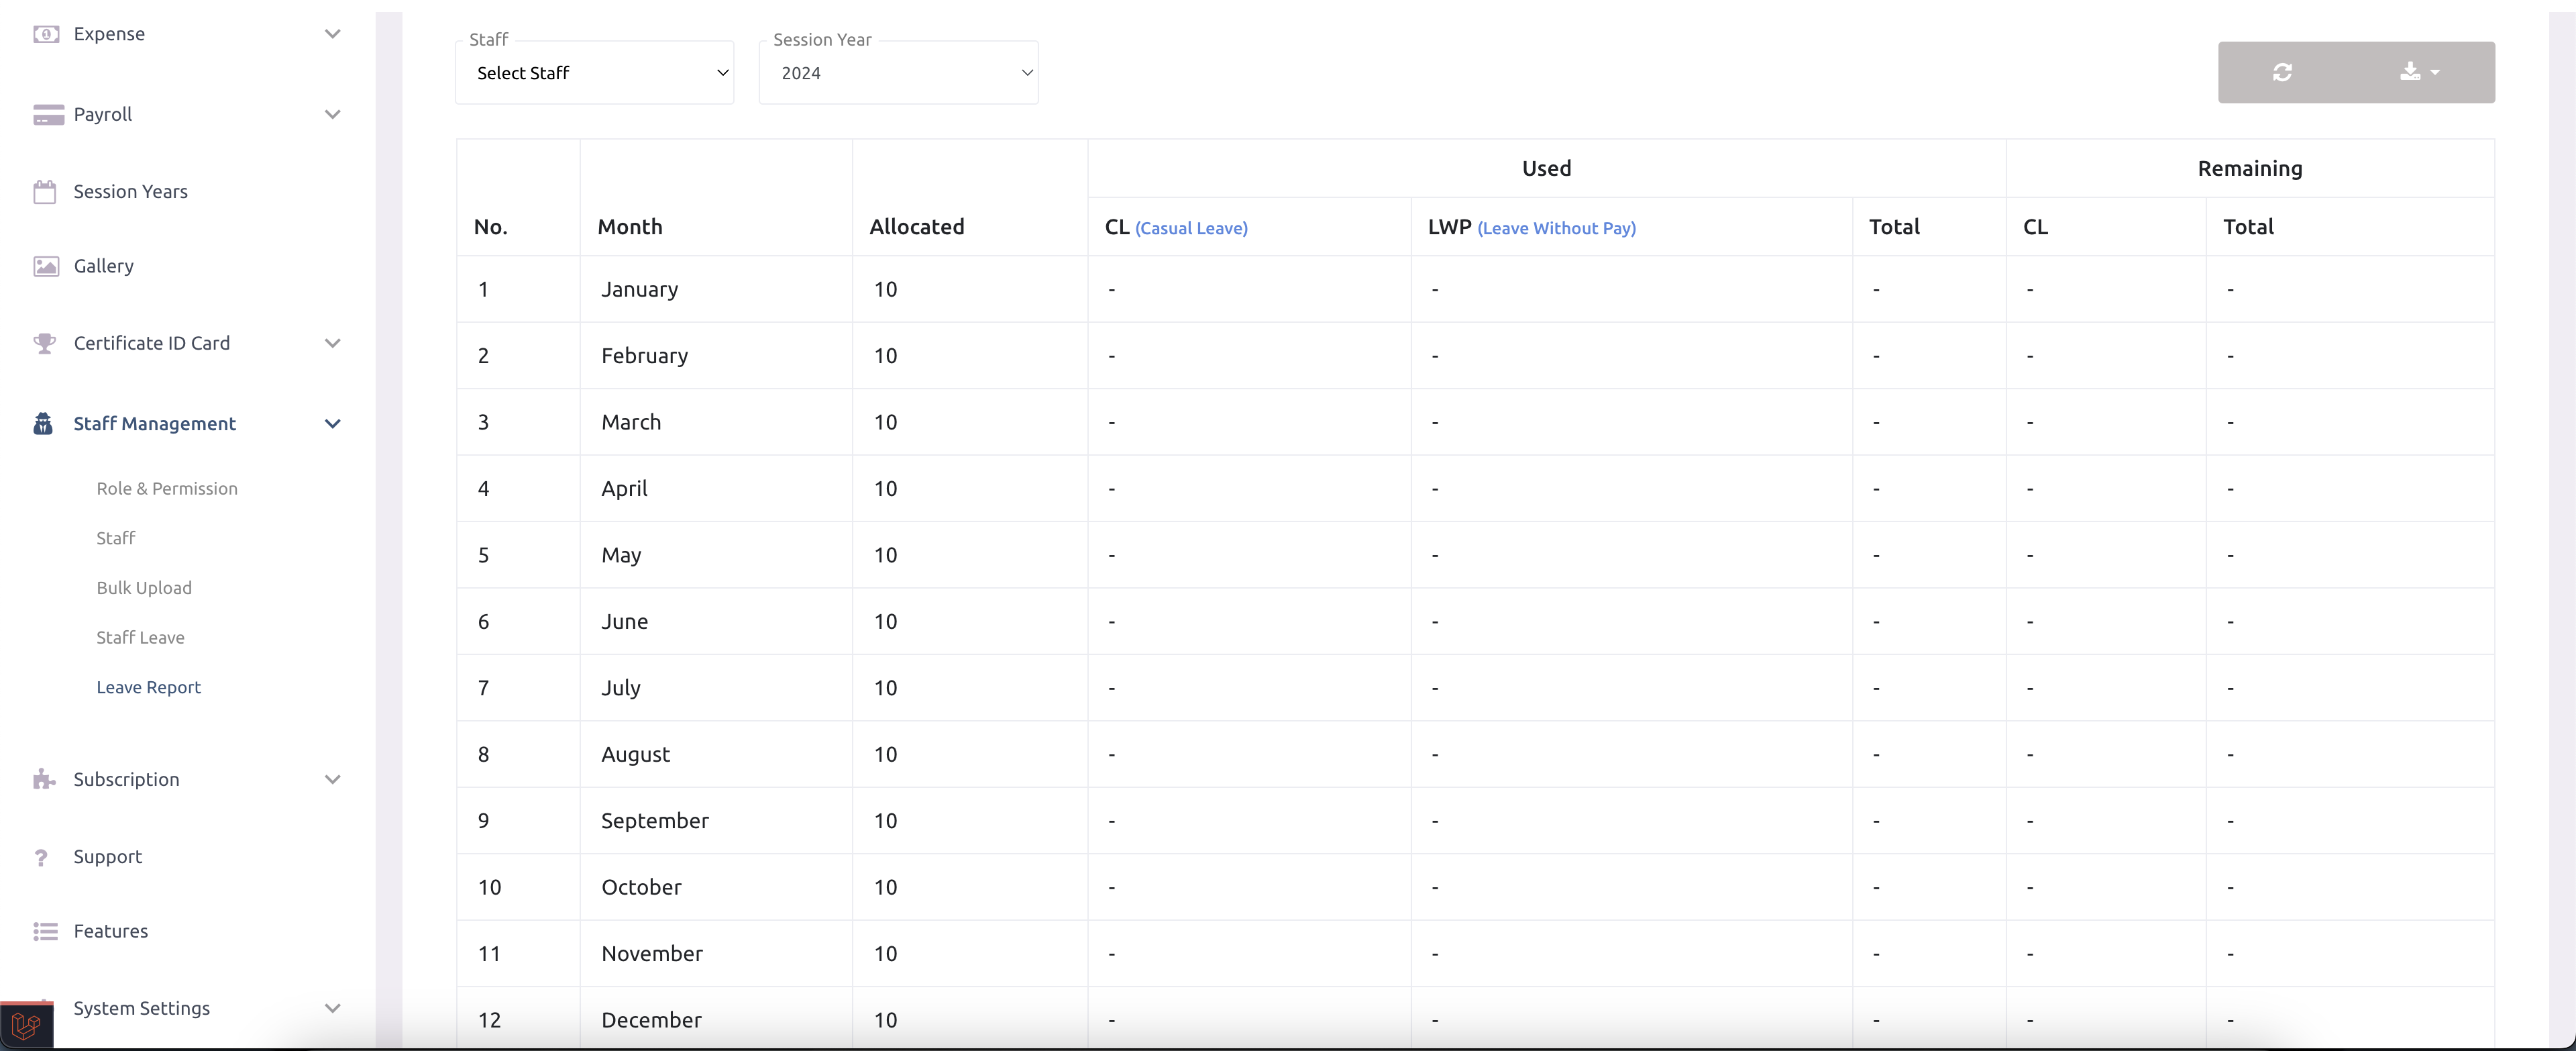 Expense
Payroll
Session Years
Gallery
Certificate ID Card
Staff Management
Role & Permission
Staff
Bulk Upload
Staff Leave
Leave Report
Subscription
Support
Features
System Settings
Staff
Select Staff
Session Year
2024
Used Remaining
No. Month Allocated CL (Casual Leave) LWP (Leave Without Pay) Total CL Total
1 January 10 - - - - -
2 February 10 - - - - -
3 March 10 - - - - -
4 April 10 - - - - -
5 May 10 - - - - -
6 June 10 - - - - -
7 July 10 - - - - -
8 August 10 - - - - -
9 September 10 - - - - -
10 October 10 - - - - -
11 November 10 - - - - -
12 December 10 - - - - -